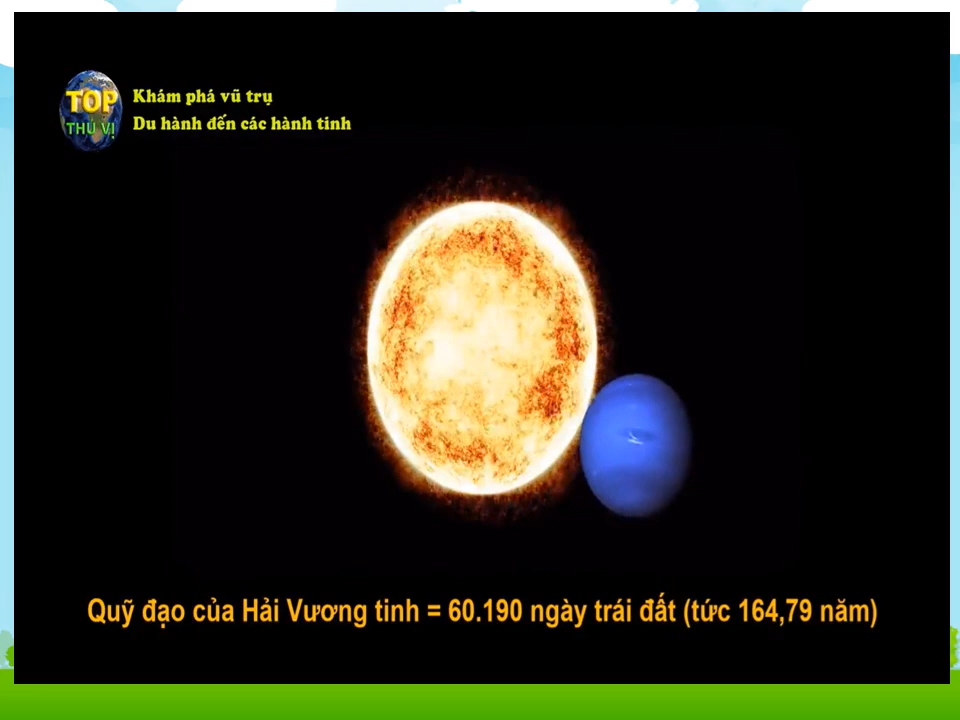 TOP
THÚ VỊ
Khám phá vũ trụ
Du hành đến các hành tinh
Quỹ đạo của Hải Vương tinh = 60.190 ngày trái đất (tức 164,79 năm)